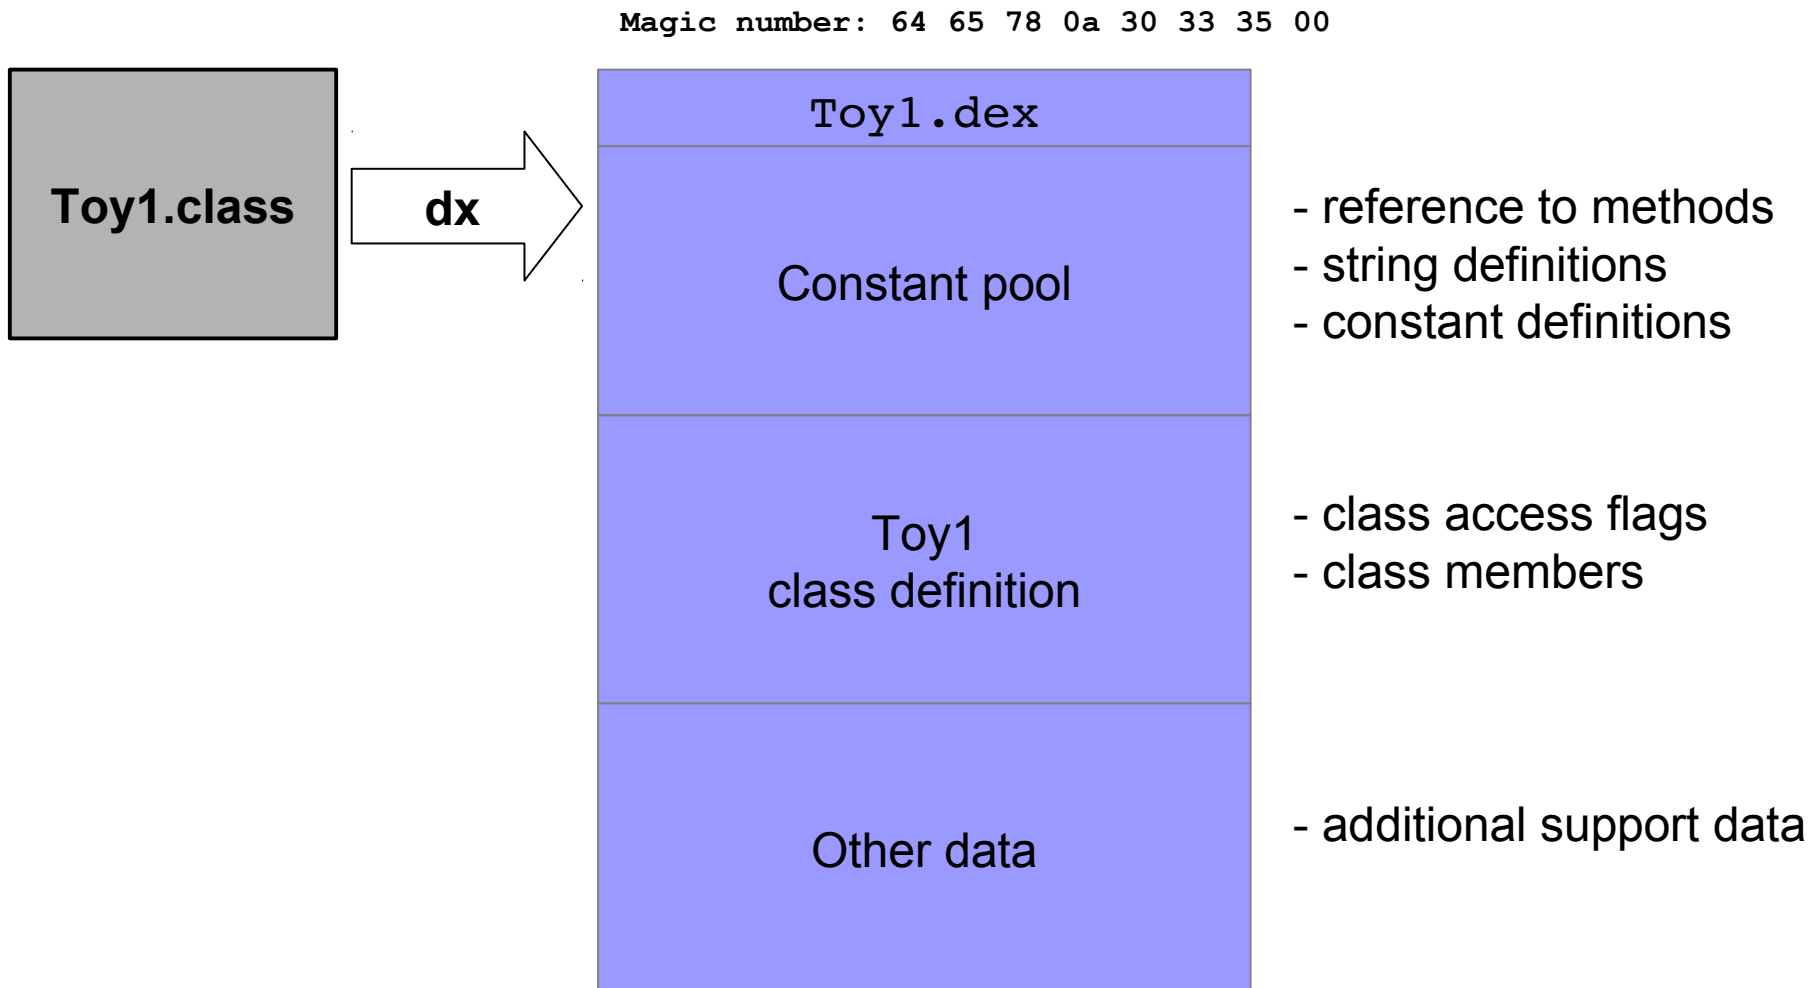 Magic number: 64 65 78 0a 30 33 35 00
Toy1.class
dx
Toy1.dex
Constant pool
- reference to methods
- string definitions
- constant definitions
Toy1
class definition
- class access flags
- class members
Other data
- additional support data